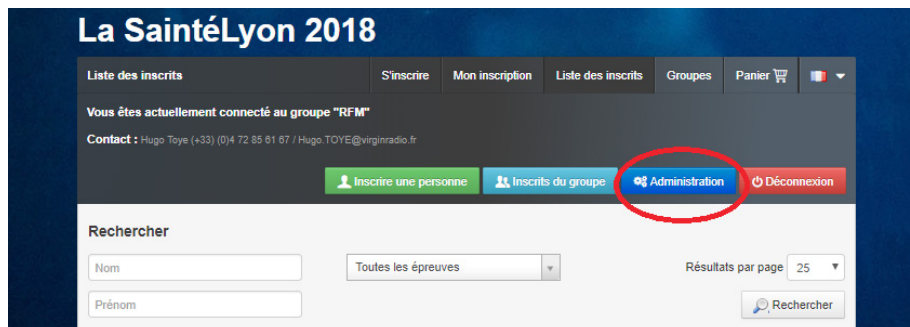 La SaintéLyon 2018
Liste des inscrits S'inscrire Mon inscription Liste des inscrits Groupes Panier
Vous êtes actuellement connecté au groupe "RFM"
Contact : Hugo Toye (+33) (0)4 72 85 61 67 / Hugo.TOYE@virginradio.fr
Inscrire une personne Inscrits du groupe Administration Déconnexion
Rechercher
Nom Toutes les épreuves Résultats par page 25
Prénom Rechercher